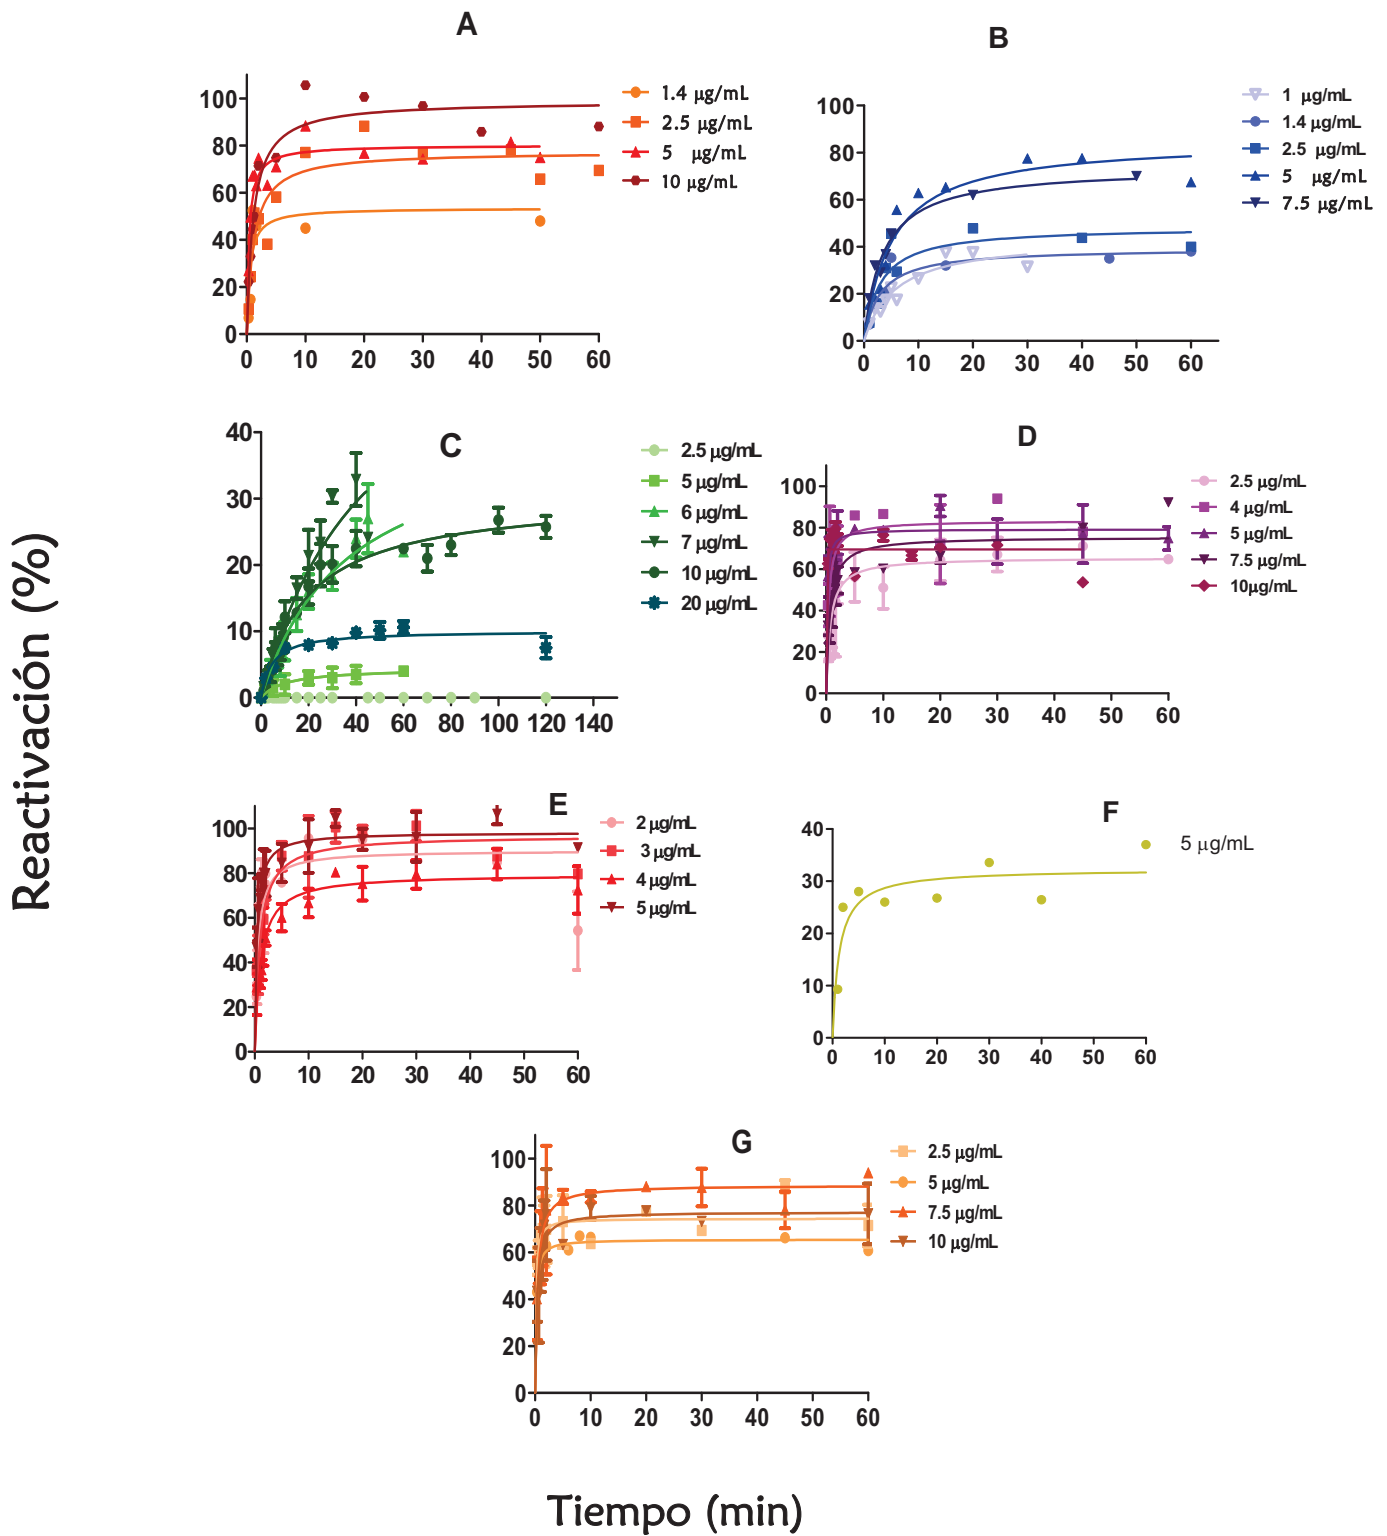 A
100
80
60
40
20
0
0 10 20 30 40 50 60
1.4 µg/mL
2.5 µg/mL
5 µg/mL
10 µg/mL
B
100
80
60
40
20
0
0 10 20 30 40 50 60
1 µg/mL
1.4 µg/mL
2.5 µg/mL
5 µg/mL
7.5 µg/mL
Reactivación (%)
C
40
30
20
10
0
0 20 40 60 80 100 120 140
2.5 µg/mL
5 µg/mL
6 µg/mL
7 µg/mL
10 µg/mL
20 µg/mL
D
100
80
60
40
20
0
0 10 20 30 40 50 60
2.5 µg/mL
4 µg/mL
5 µg/mL
7.5 µg/mL
10µg/mL
E
100
80
60
40
20
0
0 10 20 30 40 50 60
2 µg/mL
3 µg/mL
4 µg/mL
5 µg/mL
F
40
30
20
10
0
0 10 20 30 40 50 60
5 µg/mL
G
100
80
60
40
20
0
0 10 20 30 40 50 60
2.5 µg/mL
5 µg/mL
7.5 µg/mL
10 µg/mL
Tiempo (min)